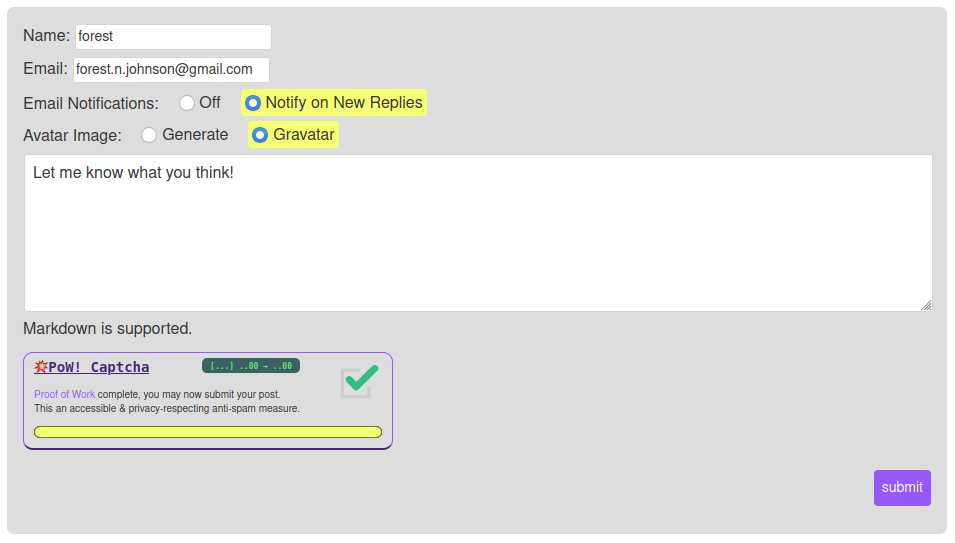 Name: forest
Email: forest.n.johnson@gmail.com
Email Notifications: Off Notify on New Replies
Avatar Image: Generate Gravatar
Let me know what you think!
Markdown is supported.
💥PoW! Captcha [...] ..00 → ..00
Proof of Work complete, you may now submit your post.
This an accessible & privacy-respecting anti-spam measure.
submit